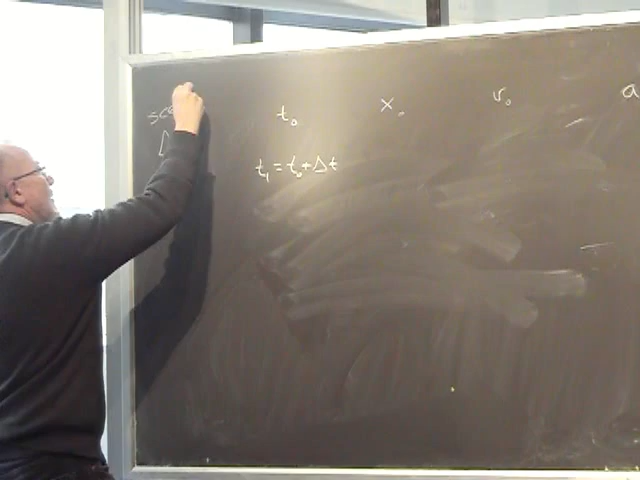 t₀ x₀ v₀ a
t₁ = t₀ + Δt